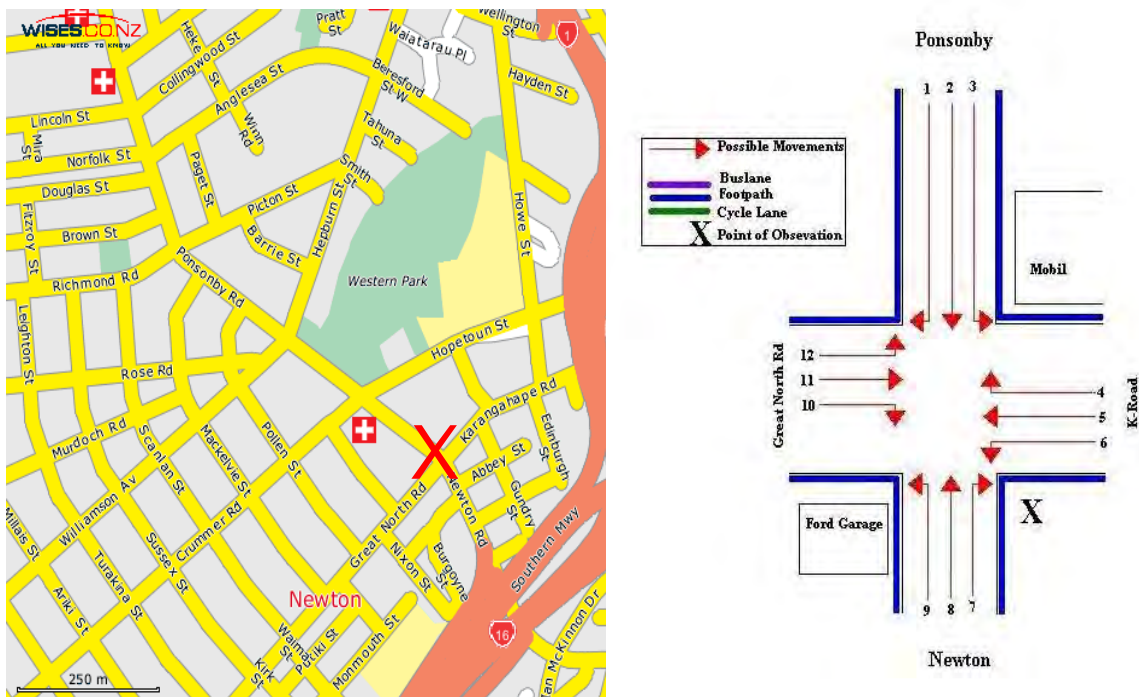 WISES.CO.NZ
ALL YOU NEED TO KNOW
Pratt St
Wellington St
1
Heke St
Collingwood St
Waiatarau Pl
Anglesea St
Beresford St W
Hayden St
Lincoln St
Winn Rd
Tahuna St
Mira St
Norfolk St
Paget St
Smith St
Douglas St
Picton St
Fitzroy St
Brown St
Barrie St
Hepburn St
Howe St
Ponsonby Rd
Richmond Rd
Western Park
Leighton St
Hopetoun St
Rose Rd
Karangahape Rd
Murdoch Rd
Scanlan St
Mackelvie St
Pollen St
X
Abbey St
Edinburgh St
Williamson Av
Great North Rd
Newton Rd
Gundry St
Millais St
Crummer Rd
Nixon St
Southern Mwy
Sussex St
Turakina St
Burgoyne St
Ariki St
Newton
16
Putiki St
Monmouth St
Kirk St
Ian McKinnon Dr
250 m
Ponsonby
1 2 3
Possible Movements
Buslane
Footpath
Cycle Lane
X Point of Obsevation
Mobil
Great North Rd
12
11
10
4
5
6
K-Road
Ford Garage
X
9 8 7
Newton